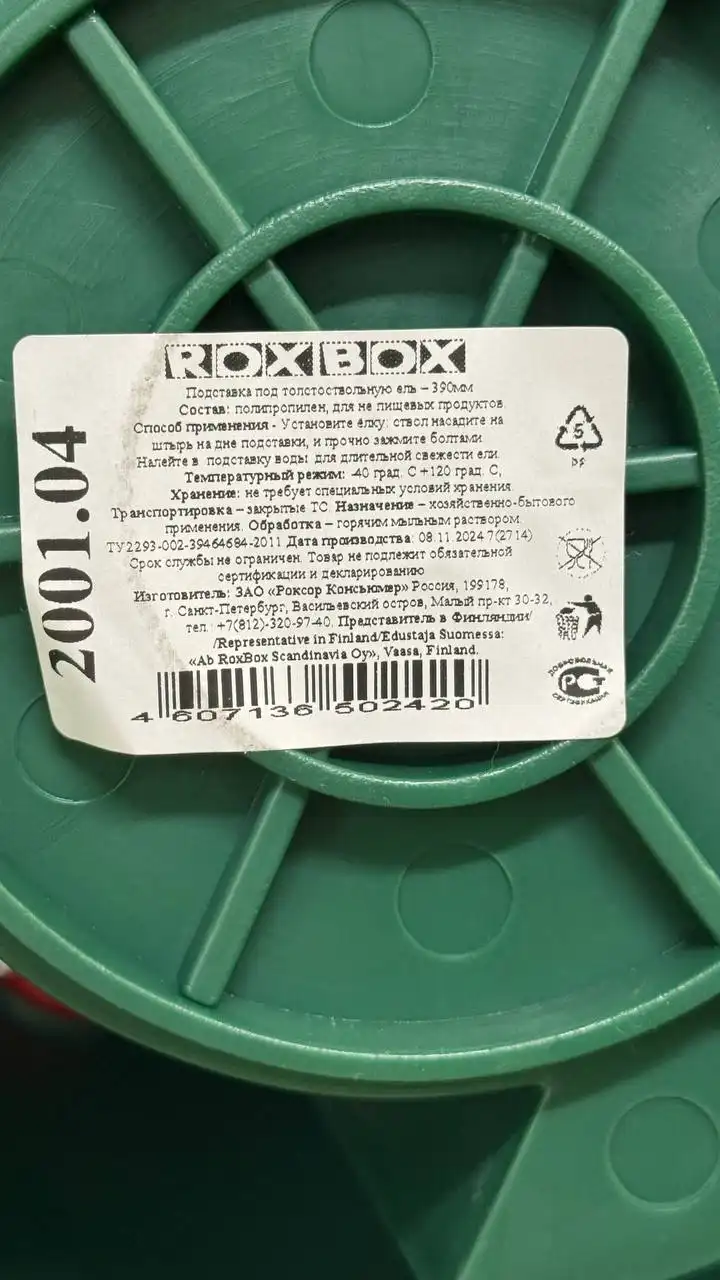 ROXBOX
Подставка под толстоствольную ель – 390мм
Состав: полипропилен, для не пищевых продуктов.
Способ применения - Установите ёлку: ствол насадите на
штырь на дне подставки, и прочно зажмите болтами.
Налейте в подставку воды для длительной свежести ели.
Температурный режим: -40 град. С +120 град. С,
Хранение: не требует специальных условий хранения.
Транспортировка – закрытые ТС. Назначение – хозяйственно-бытового
применения. Обработка – горячим мыльным раствором.
ТУ2293-002-39464684-2011 Дата производства: 08.11.2024 7(2714)
Срок службы не ограничен. Товар не подлежит обязательной
сертификации и декларированию
Изготовитель: ЗАО «Роксор Консьюмер» Россия, 199178,
г. Санкт-Петербург, Васильевский остров, Малый пр-кт 30-32,
тел.: +7(812)-320-97-40, Представитель в Финляндии/
/Representative in Finland/Edustaja Suomessa:
«Ab RoxBox Scandinavia Oy», Vaasa, Finland.
4 607136 502420
2001.04
5
PP
ДОБРОВОЛЬНАЯ
РСТ
СЕРТИФИКАЦИЯ